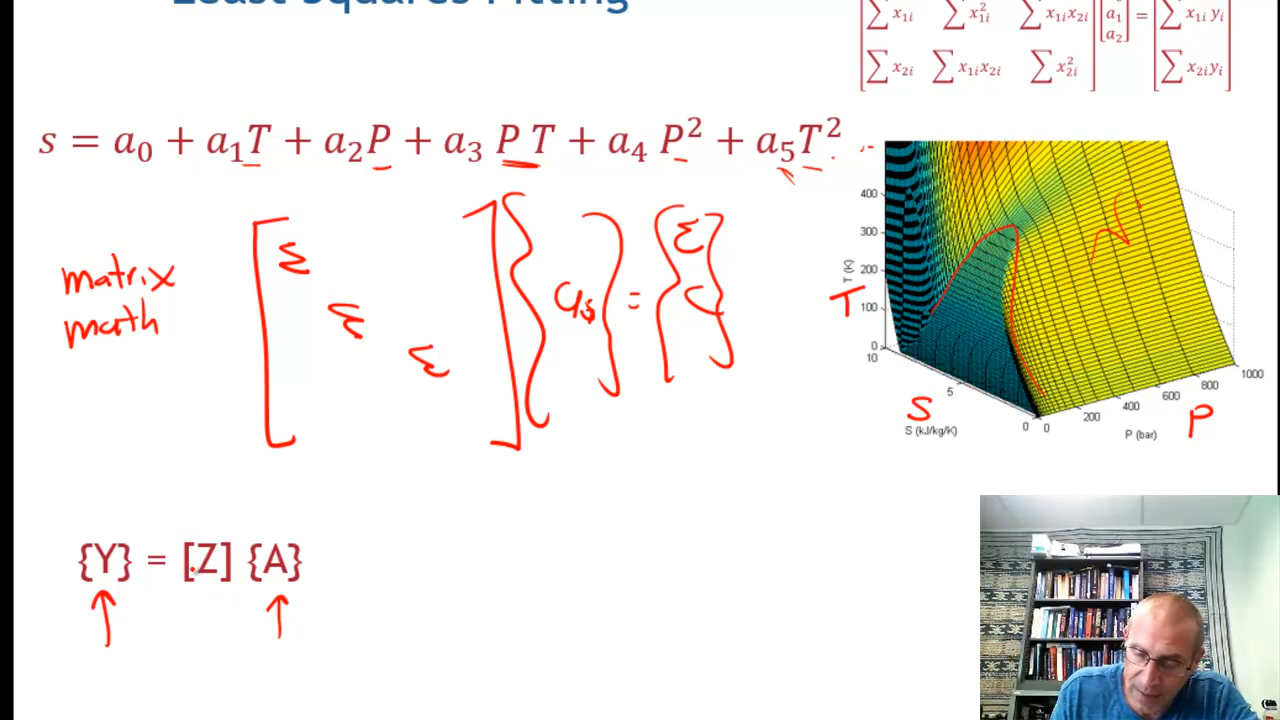 Least Squares Fitting
∑ x₁ᵢ ∑ x₁ᵢ² ∑ x₁ᵢx₂ᵢ a₁ = ∑ x₁ᵢ yᵢ
∑ x₂ᵢ ∑ x₁ᵢx₂ᵢ ∑ x₂ᵢ² a₂ ∑ x₂ᵢyᵢ
s = a₀ + a₁T + a₂P + a₃ P T + a₄ P² + a₅T²
matrix
math
[Σ Σ Σ] {a₅} = {Σ
400
300
200
100
0
T (K)
T
10
5
0
S
S (kJ/kg/K)
0
200
400
600
800
1000
P (bar)
P
{Y} = [Z] {A}